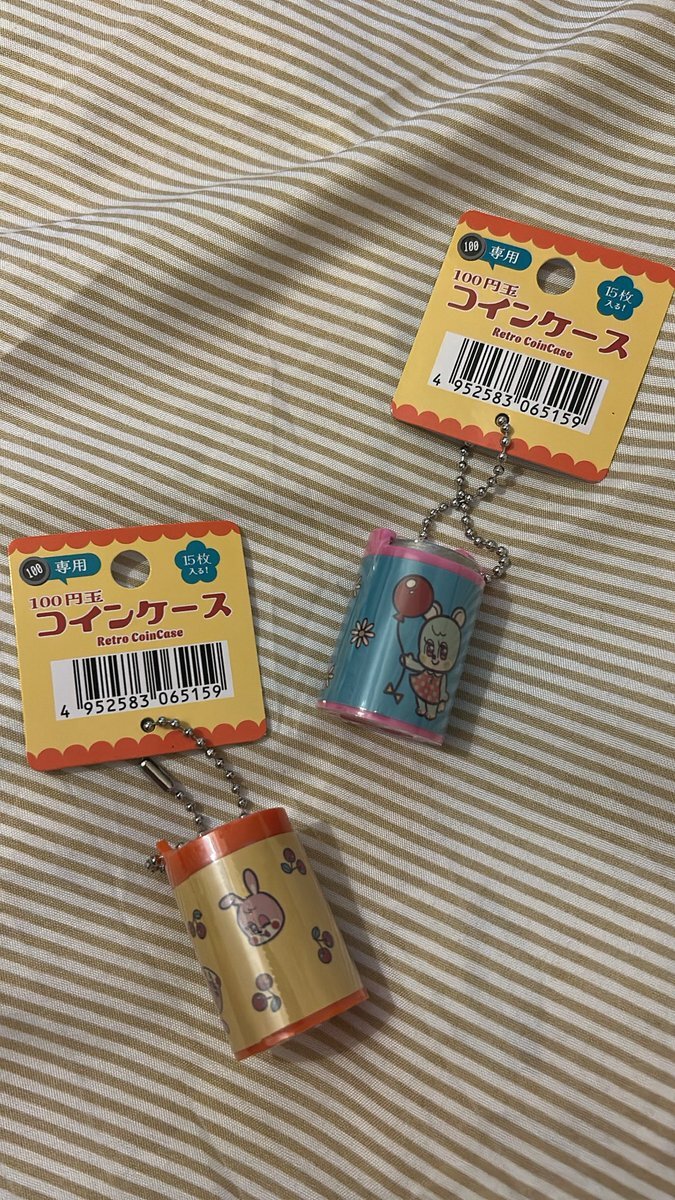 100 専用
15枚
入る!
100円玉
コインケース
Retro CoinCase
4 952583 065159
100 専用
15枚
入る!
100円玉
コインケース
Retro CoinCase
4 952583 065159